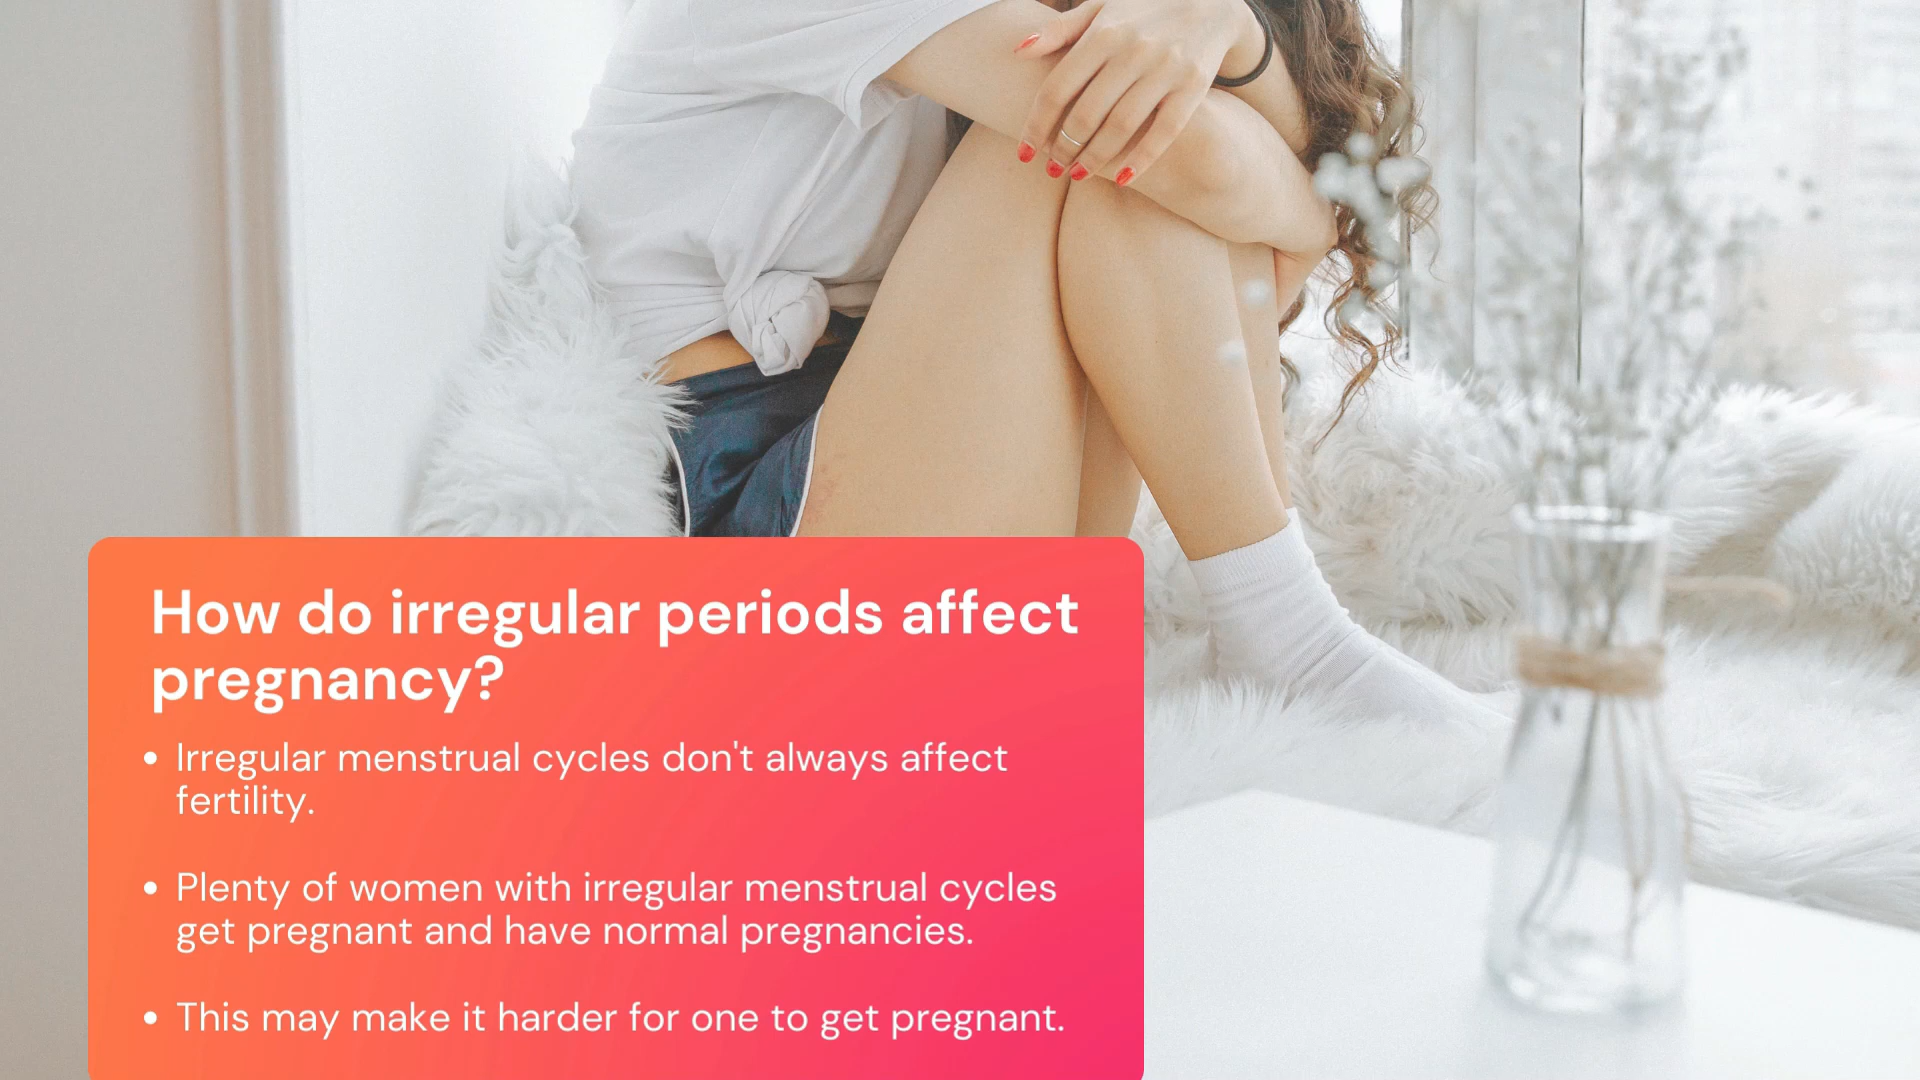 How do irregular periods affect
pregnancy?
• Irregular menstrual cycles don't always affect
fertility.
• Plenty of women with irregular menstrual cycles
get pregnant and have normal pregnancies.
• This may make it harder for one to get pregnant.